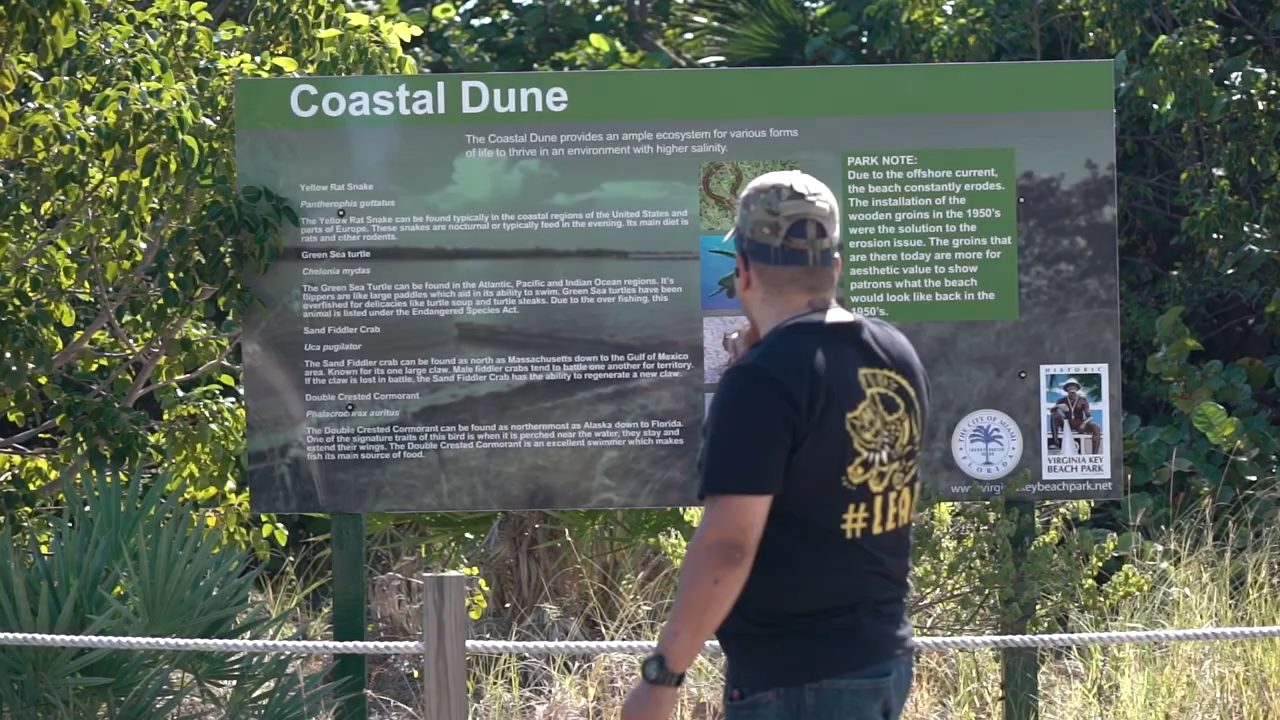 Coastal Dune
The Coastal Dune provides an ample ecosystem for various forms
of life to thrive in an environment with higher salinity.
Yellow Rat Snake
Pantherophis guttatus
The Yellow Rat Snake can be found typically in the coastal regions of the United States and
parts of Europe. These snakes are nocturnal or typically feed in the evening. Its main diet is
rats and other rodents.
Green Sea turtle
Chelonia mydas
The Green Sea Turtle can be found in the Atlantic, Pacific and Indian Ocean regions. It's
flippers are like large paddles which aid in its ability to swim. Green Sea turtles have been
overfished for delicacies like turtle soup and turtle steaks. Due to the over fishing, this
animal is listed under the Endangered Species Act.
Sand Fiddler Crab
Uca pugilator
The Sand Fiddler crab can be found as north as Massachusetts down to the Gulf of Mexico
area. Known for its one large claw. Male fiddler crabs tend to battle one another for territory.
If the claw is lost in battle, the Sand Fiddler Crab has the ability to regenerate a new claw.
Double Crested Cormorant
Phalacrocorax auritus
The Double Crested Cormorant can be found as northernmost as Alaska down to Florida.
One of the signature traits of this bird is when it is perched near the water, they stay and
extend their wings. The Double Crested Cormorant is an excellent swimmer which makes
fish its main source of food.
PARK NOTE:
Due to the offshore current,
the beach constantly erodes.
The installation of the
wooden groins in the 1950's
were the solution to the
erosion issue. The groins that
are there today are more for
aesthetic value to show
patrons what the beach
would look like back in the
1950's.
THE CITY OF MIAMI
FLORIDA
HISTORIC
VIRGINIA KEY
BEACH PARK
www.virginiakeybeachpark.net
#LEA